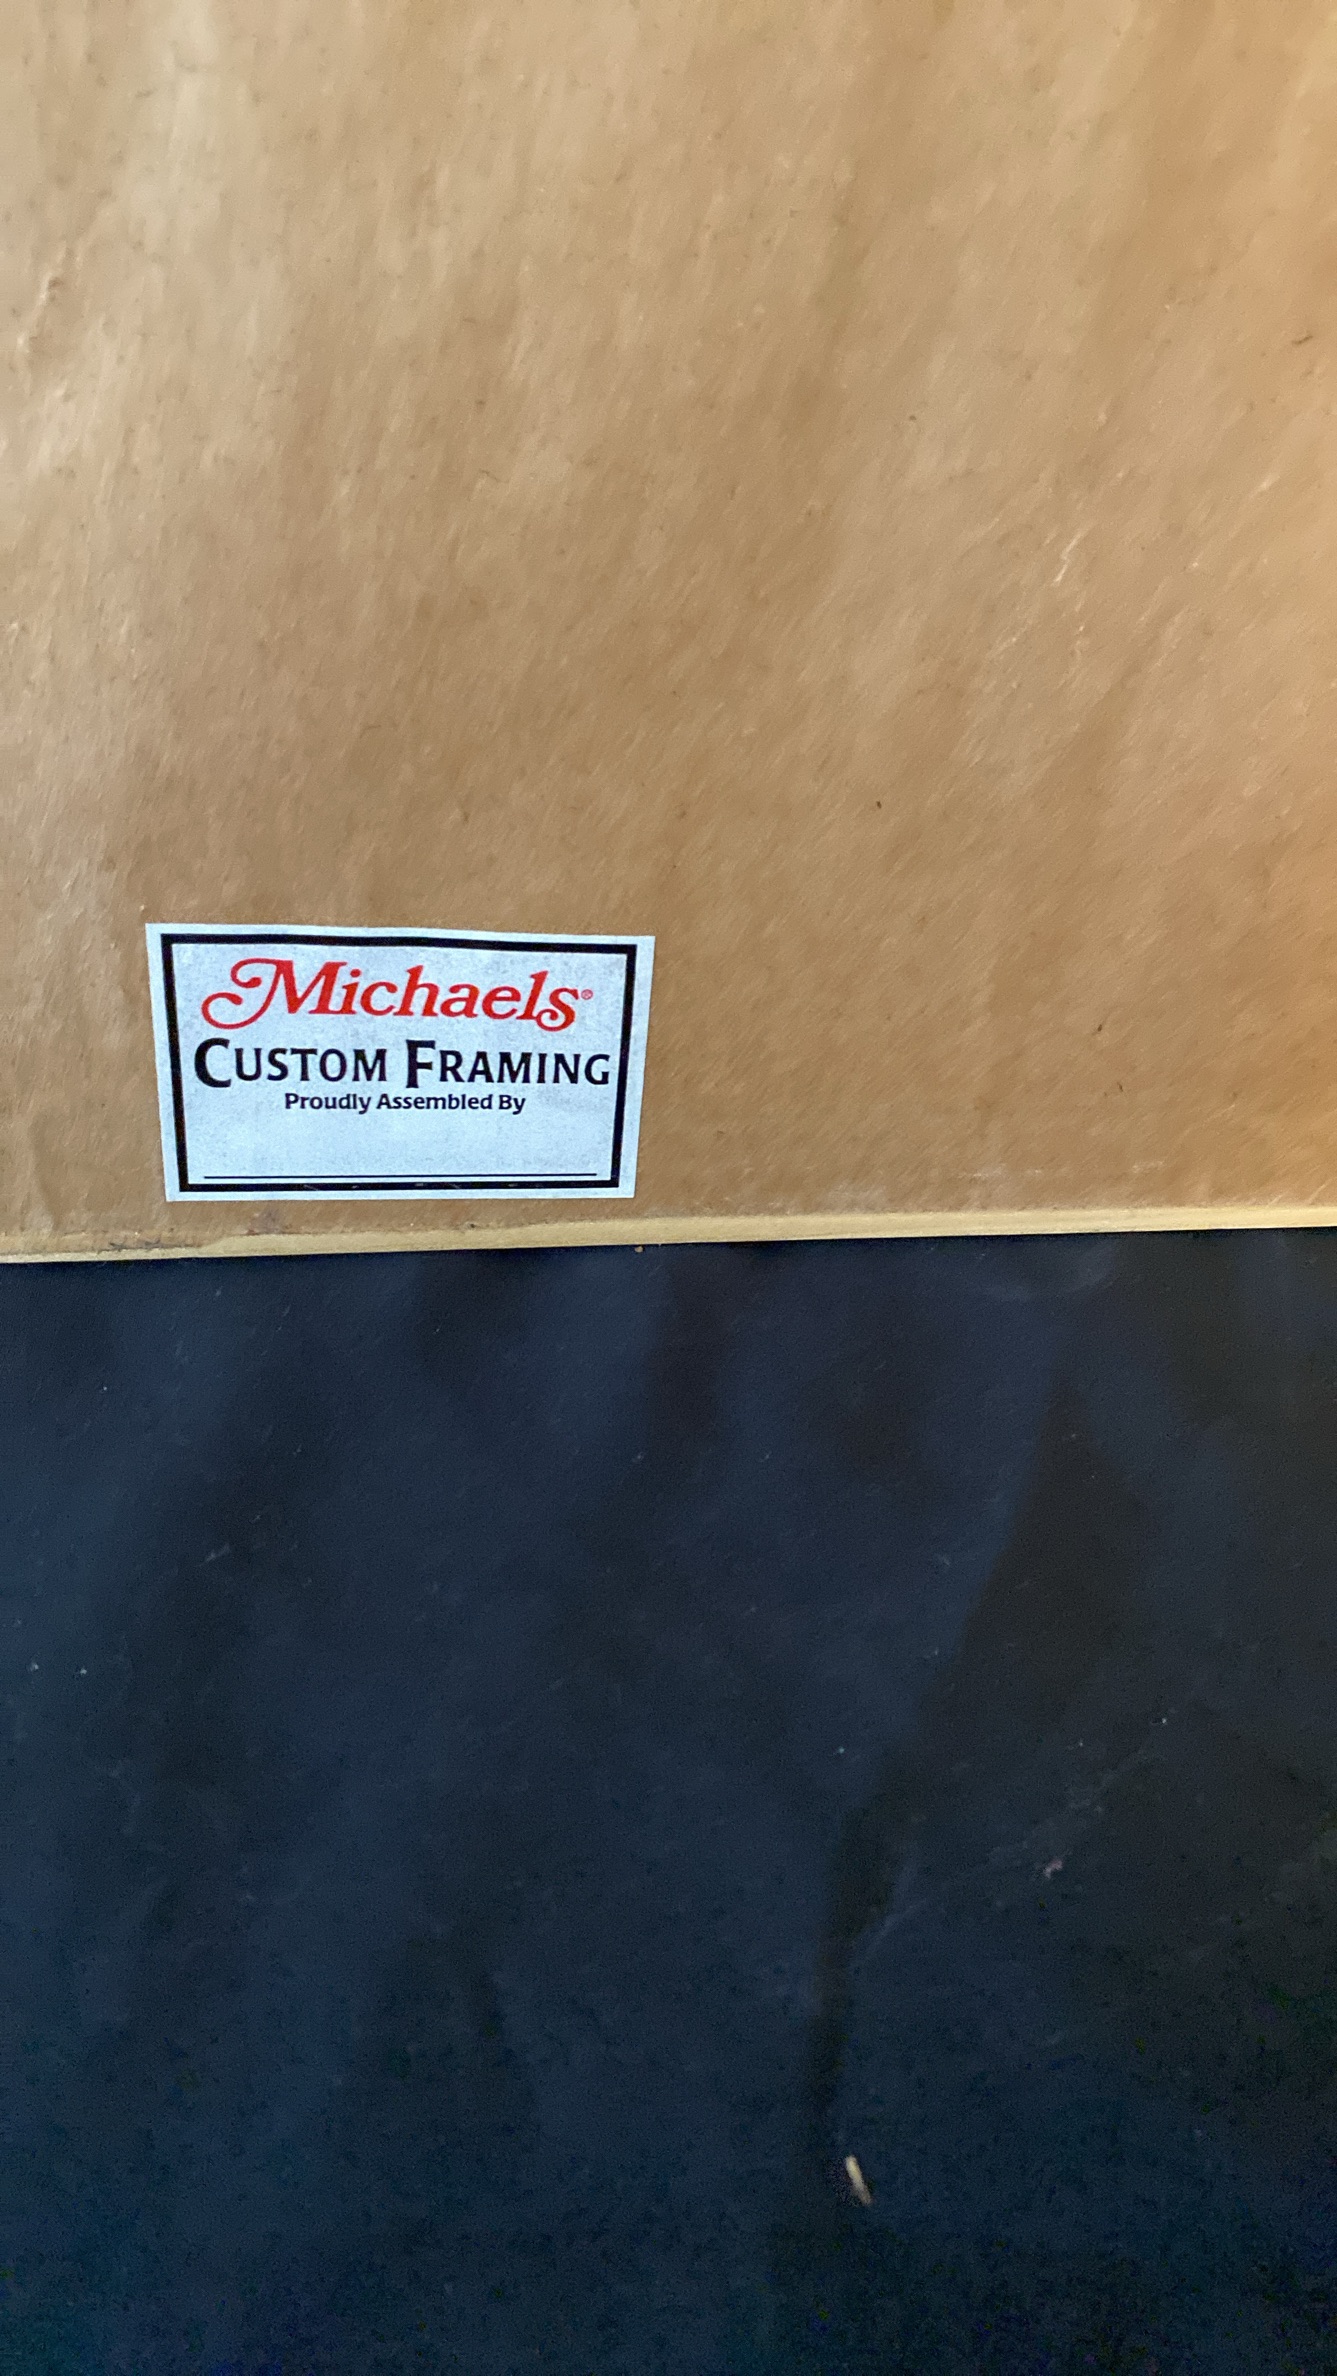 Michaels®
CUSTOM FRAMING
Proudly Assembled By